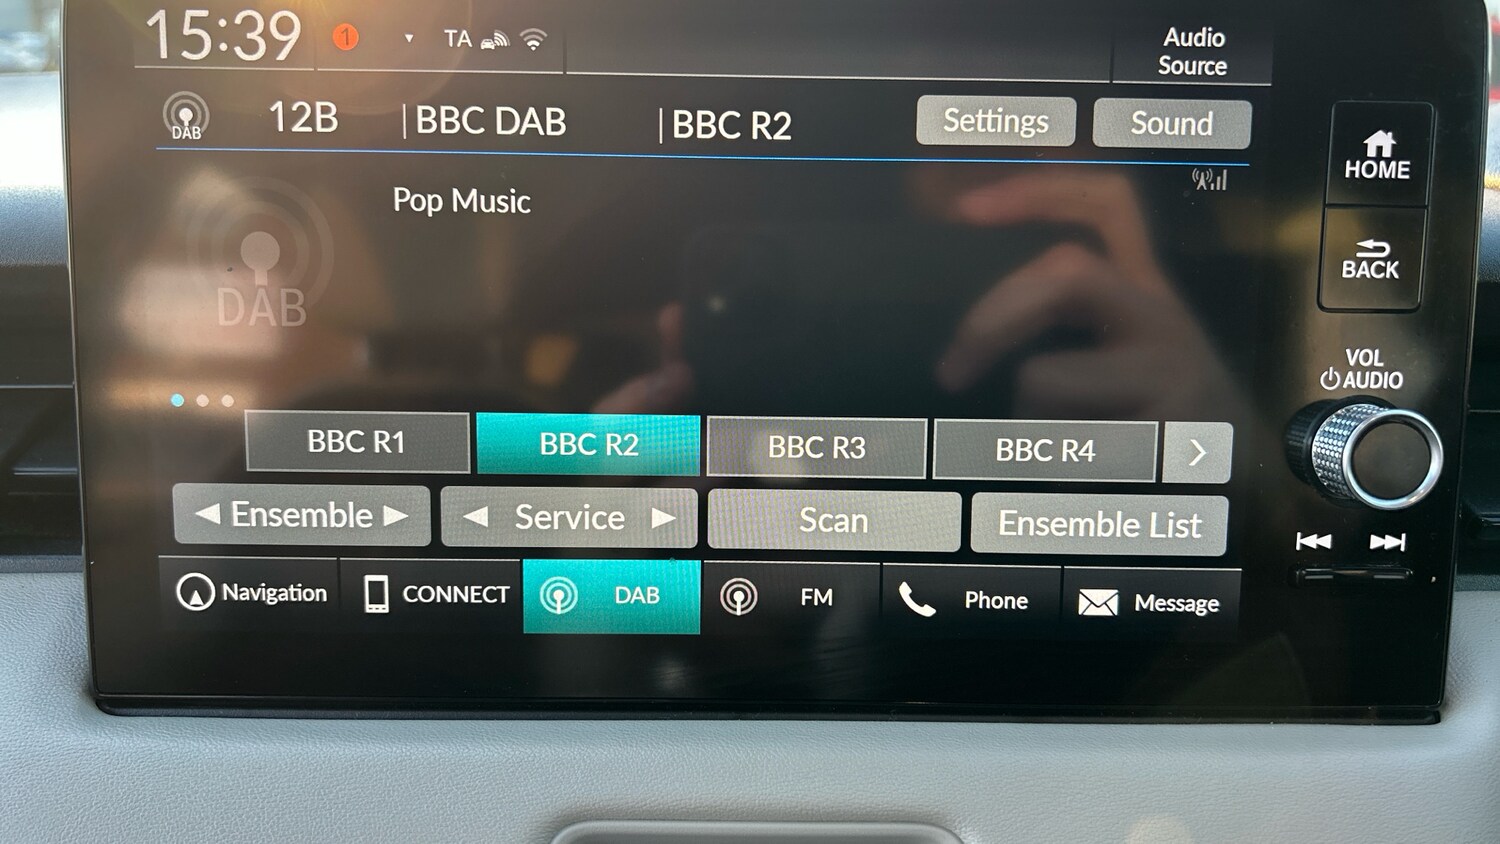 15:39 1 TA
Audio
Source
DAB 12B |BBC DAB |BBC R2 Settings Sound
Pop Music
DAB
HOME
BACK
VOL
AUDIO
BBC R1 BBC R2 BBC R3 BBC R4 >
Ensemble Service Scan Ensemble List
Navigation CONNECT DAB FM Phone Message